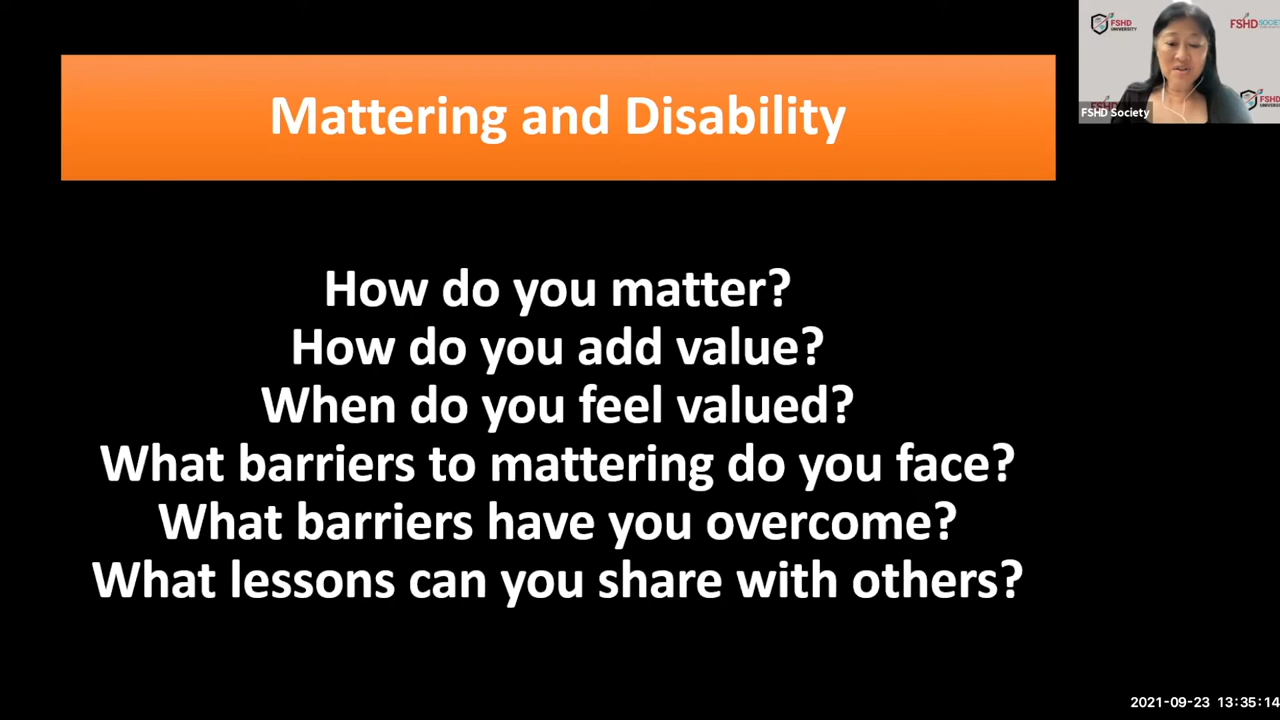 Mattering and Disability
How do you matter?
How do you add value?
When do you feel valued?
What barriers to mattering do you face?
What barriers have you overcome?
What lessons can you share with others?
FSHD
UNIVERSITY
FSHD SOCIET
FSHD Society
FSHD
2021-09-23 13:35:14